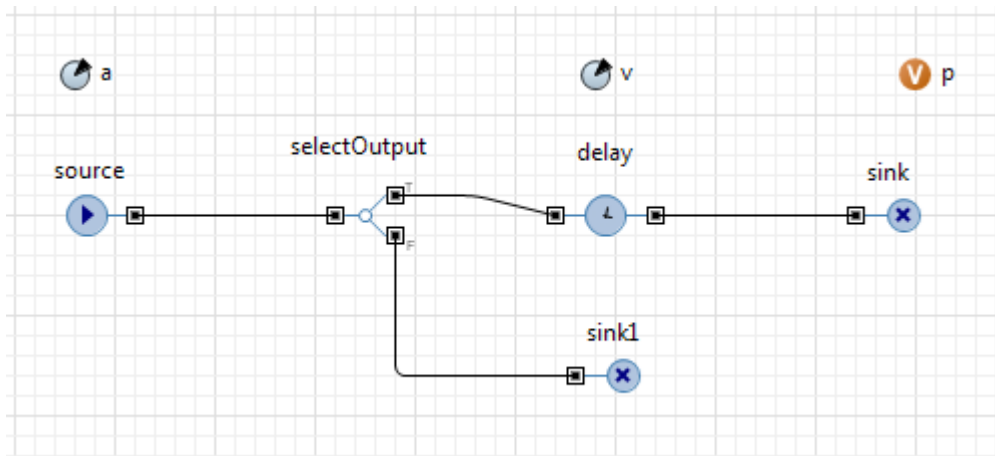 a
v
V p
selectOutput
delay
source
sink
T
F
sink1